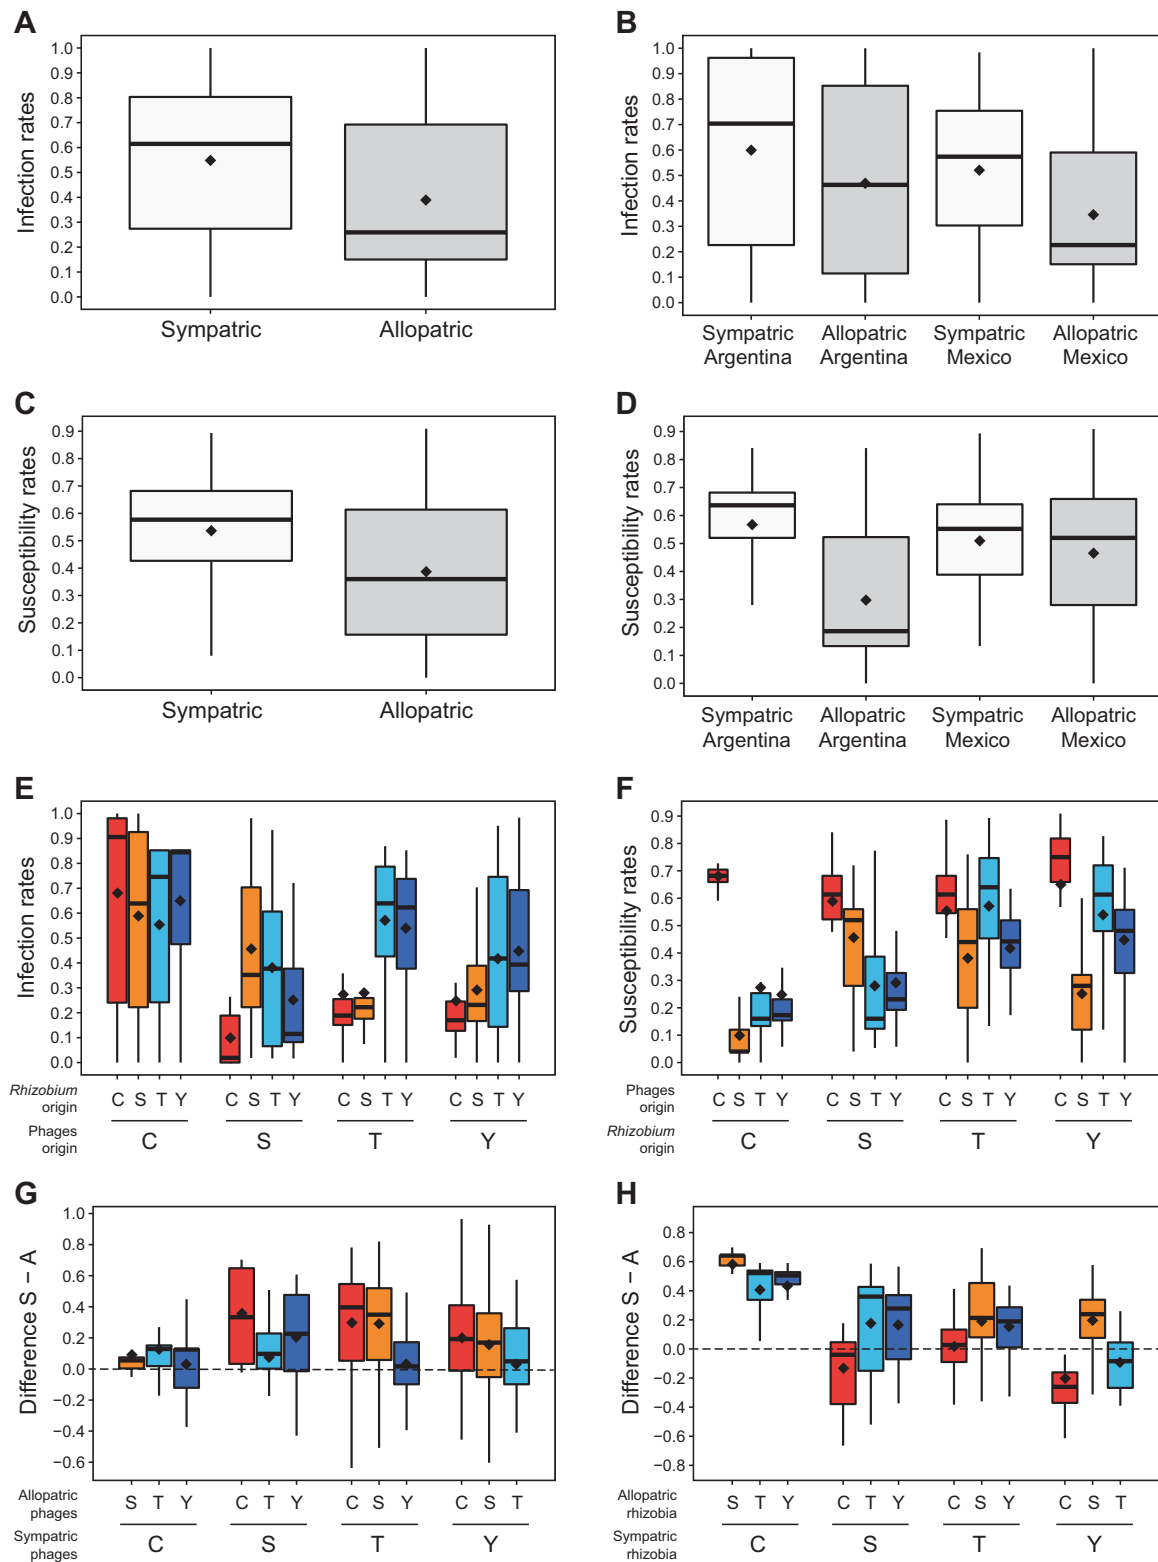 A
Infection rates
1.0
0.9
0.8
0.7
0.6
0.5
0.4
0.3
0.2
0.1
0.0
Sympatric Allopatric
B
Infection rates
1.0
0.9
0.8
0.7
0.6
0.5
0.4
0.3
0.2
0.1
0.0
Sympatric Allopatric Sympatric Allopatric
Argentina Argentina Mexico Mexico
C
Susceptibility rates
0.9
0.8
0.7
0.6
0.5
0.4
0.3
0.2
0.1
0.0
Sympatric Allopatric
D
Susceptibility rates
0.9
0.8
0.7
0.6
0.5
0.4
0.3
0.2
0.1
0.0
Sympatric Allopatric Sympatric Allopatric
Argentina Argentina Mexico Mexico
E
Infection rates
1.0
0.9
0.8
0.7
0.6
0.5
0.4
0.3
0.2
0.1
0.0
Rhizobium
origin
C S T Y C S T Y C S T Y C S T Y
Phages
origin
C S T Y
F
Susceptibility rates
0.9
0.8
0.7
0.6
0.5
0.4
0.3
0.2
0.1
0.0
Phages
origin
C S T Y C S T Y C S T Y C S T Y
Rhizobium
origin
C S T Y
G
Difference S − A
1.0
0.8
0.6
0.4
0.2
0.0
−0.2
−0.4
−0.6
Allopatric
phages
S T Y C T Y C S Y C S T
Sympatric
phages
C S T Y
H
Difference S − A
0.8
0.6
0.4
0.2
0.0
−0.2
−0.4
−0.6
−0.8
Allopatric
rhizobia
S T Y C T Y C S Y C S T
Sympatric
rhizobia
C S T Y